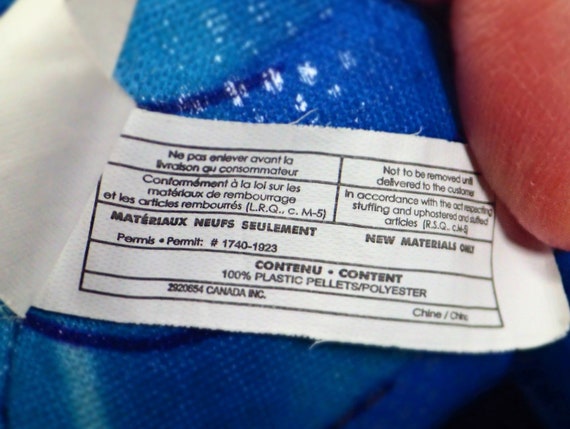 Ne pas enlever avant la
livraison au consommateur
Not to be removed until
delivered to the customer
Conformément à la loi sur les
matériaux de rembourrage
et les articles rembourrés (L.R.Q., c. M-5)
In accordance with the act respecting
stuffing and uphostered and stuffed
articles (R.S.Q., c.M-5)
MATÉRIAUX NEUFS SEULEMENT
NEW MATERIALS ONLY
Permis • Permit: # 1740-1923
CONTENU • CONTENT
100% PLASTIC PELLETS/POLYESTER
2920654 CANADA INC.
Chine / China